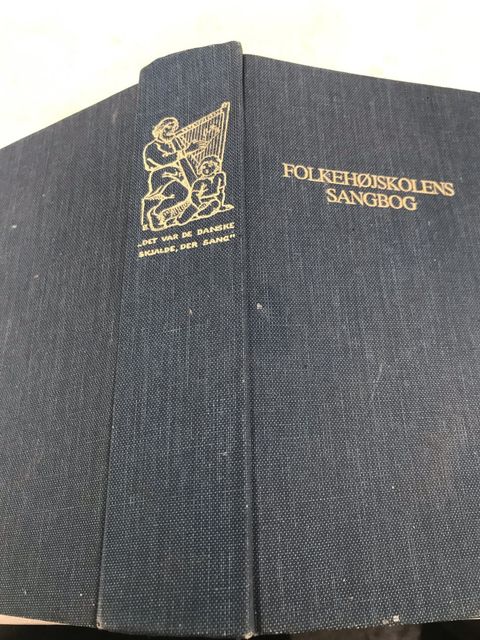 „DET VAR DE DANSKE
SKJALDE, DER SANG"
FOLKEHØJSKOLENS
SANGBOG